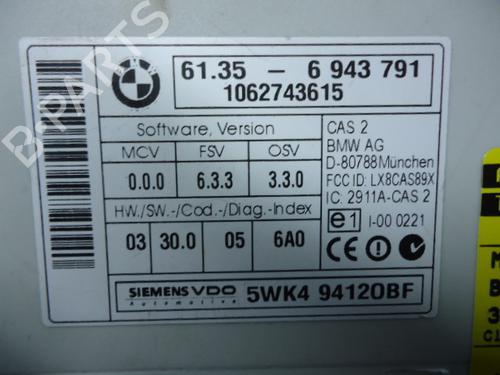 BMW
61.35 - 6 943 791
1062743615
Software, Version
MCV FSV OSV
0.0.0 6.3.3 3.3.0
HW./SW.-/Cod.-/Diag.-Index
03 30.0 05 6A0
CAS 2
BMW AG
D-80788 München
FCC ID: LX8CAS89X
IC: 2911A-CAS 2
e1 I-00 0221
SIEMENS VDO
Automotive
5WK4 94120BF
B-PARTS